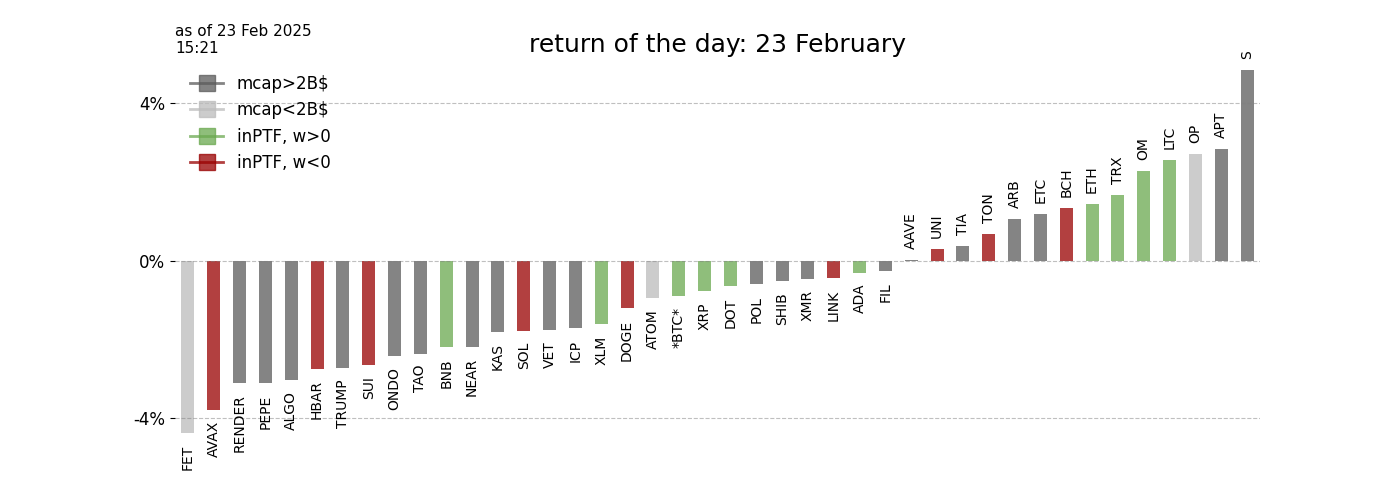 as of 23 Feb 2025
15:21
return of the day: 23 February
mcap>2B$
mcap<2B$
inPTF, w>0
inPTF, w<0
4%
0%
-4%
FET
AVAX
RENDER
PEPE
ALGO
HBAR
TRUMP
SUI
ONDO
TAO
BNB
NEAR
KAS
SOL
VET
ICP
XLM
DOGE
ATOM
*BTC*
XRP
DOT
POL
SHIB
XMR
LINK
ADA
FIL
AAVE
UNI
TIA
TON
ARB
ETC
BCH
ETH
TRX
OM
LTC
OP
APT
S